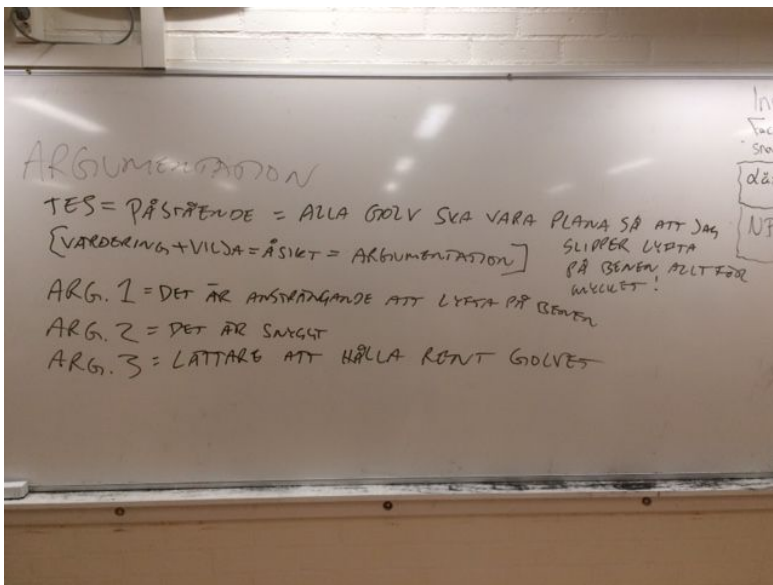 ARGUMENTATION
TES = PÅSTÅENDE = ALLA GOLV SKA VARA PLANA SÅ ATT JAG
SLIPPER LYFTA
PÅ BENEN ALLT FÖR
MYCKET!
[VÄRDERING + VILJA = ÅSIKT = ARGUMENTATION]
ARG. 1 = DET ÄR ANSTRÄNGANDE ATT LYFTA PÅ BENEN
ARG. 2 = DET ÄR SNYGGT
ARG. 3 = LÄTTARE ATT HÅLLA RENT GOLVET